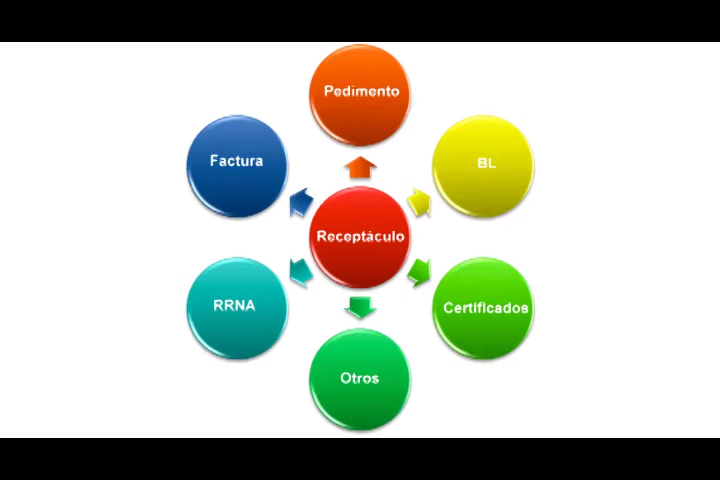 Pedimento
Factura
BL
Receptáculo
RRNA
Certificados
Otros